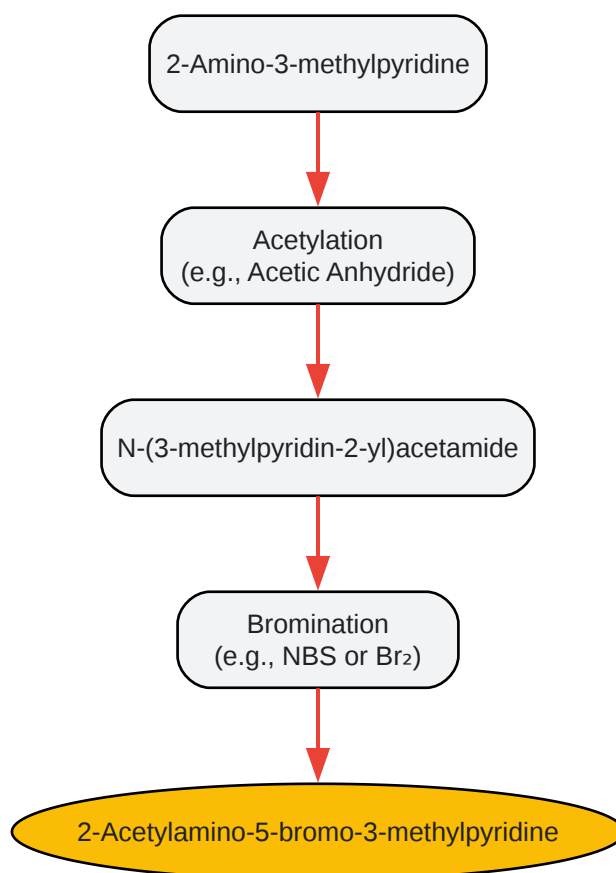 2-Amino-3-methylpyridine
Acetylation
(e.g., Acetic Anhydride)
N-(3-methylpyridin-2-yl)acetamide
Bromination
(e.g., NBS or Br₂)
2-Acetylamino-5-bromo-3-methylpyridine